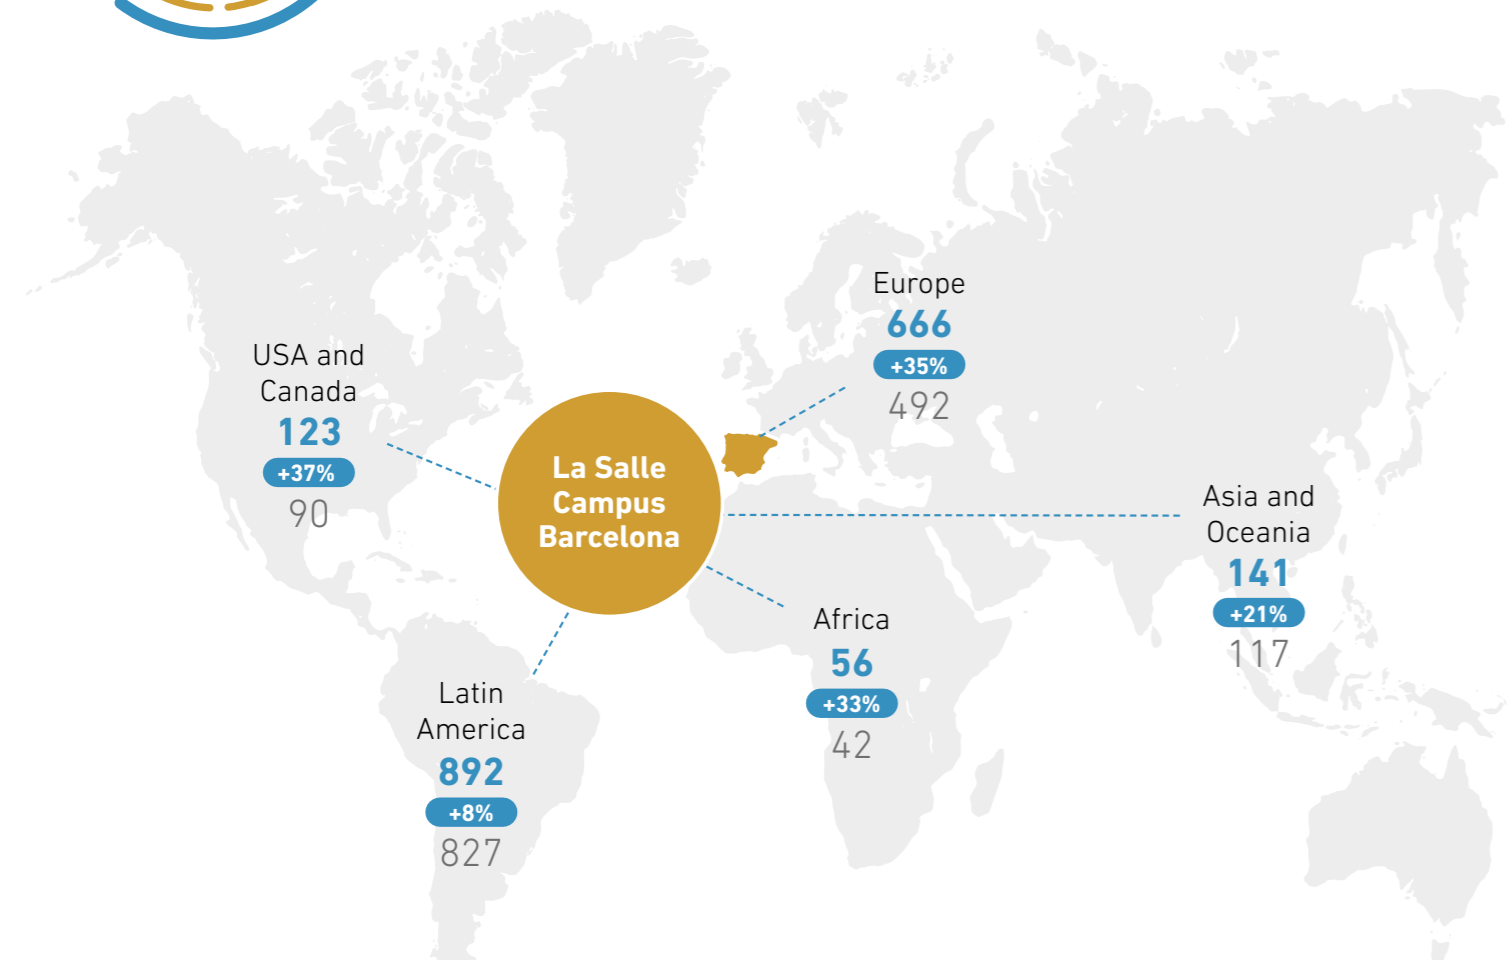 Europe
666
+35%
492
USA and
Canada
123
+37%
90
La Salle
Campus
Barcelona
Asia and
Oceania
141
+21%
117
Africa
56
+33%
42
Latin
America
892
+8%
827